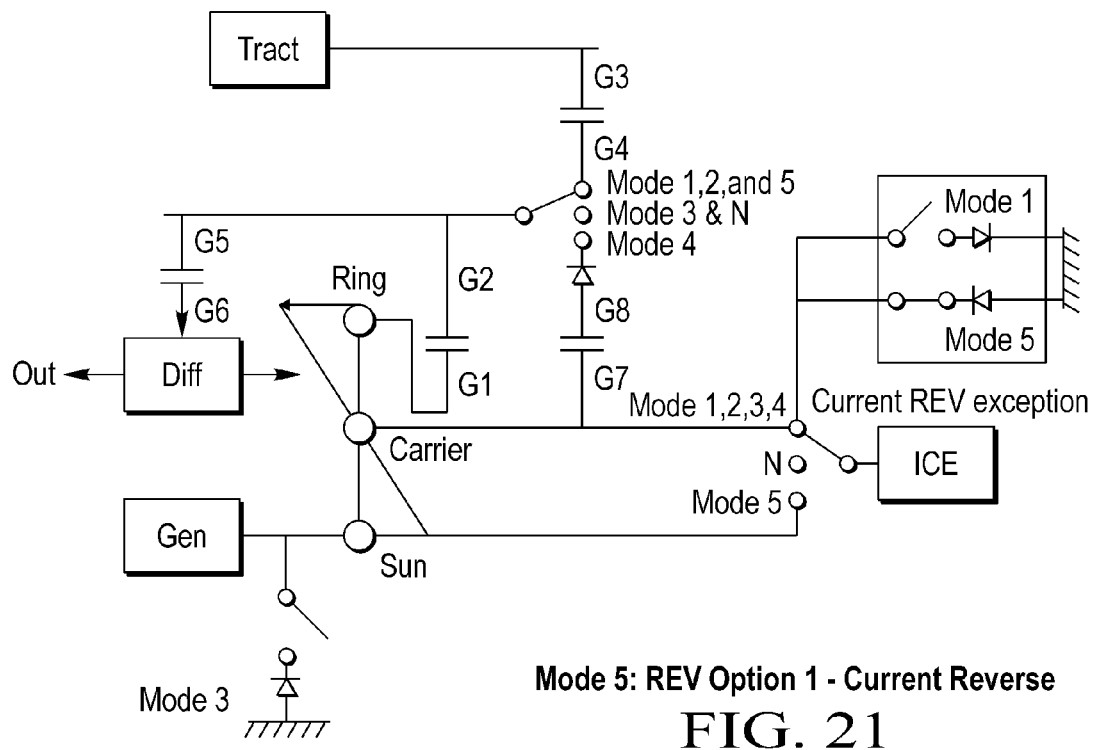 Tract
G3
G4
Mode 1,2,and 5
Mode 3 & N
Mode 4
Mode 1
Mode 5
G5
G6
Ring
G2
G1
G8
G7
Out
Diff
Mode 1,2,3,4
Current REV exception
Carrier
N
ICE
Mode 5
Gen
Sun
Mode 3
Mode 5: REV Option 1 - Current Reverse
FIG. 21